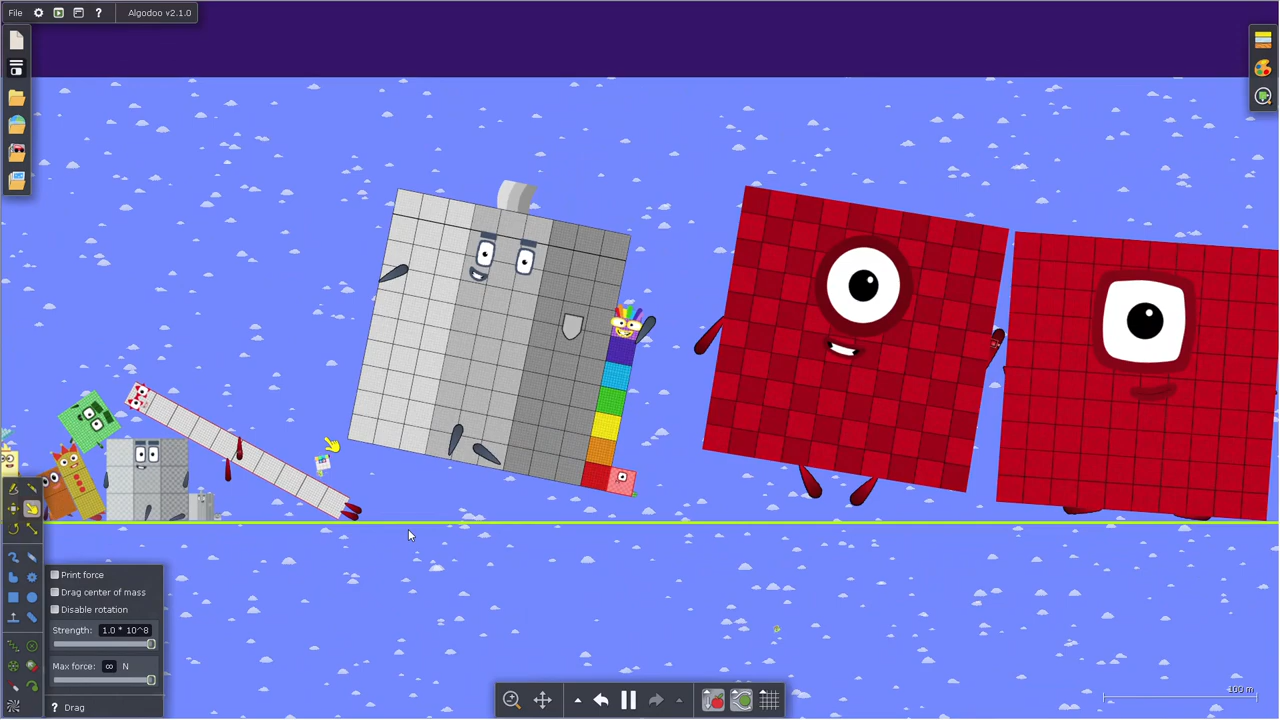 File
?
Algodoo v2.1.0
Print force
Drag center of mass
Disable rotation
Strength: 1.0 * 10^8
Max force: ∞ N
? Drag
100 m